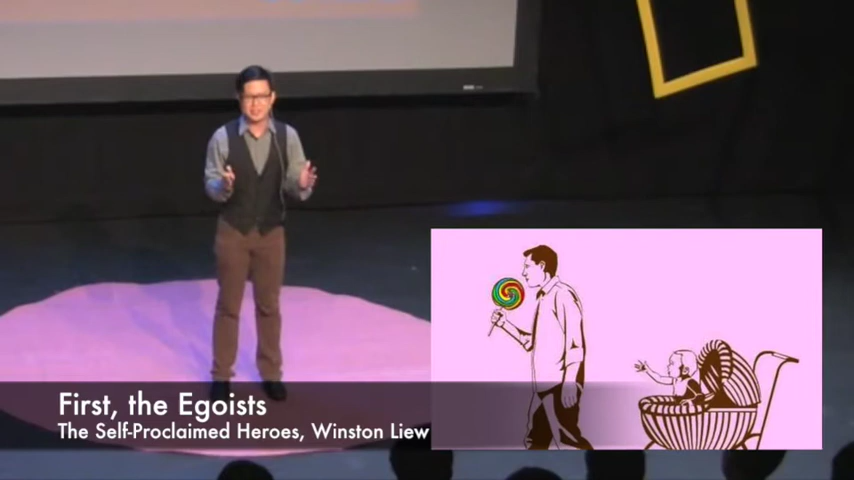 First, the Egoists
The Self-Proclaimed Heroes, Winston Liew